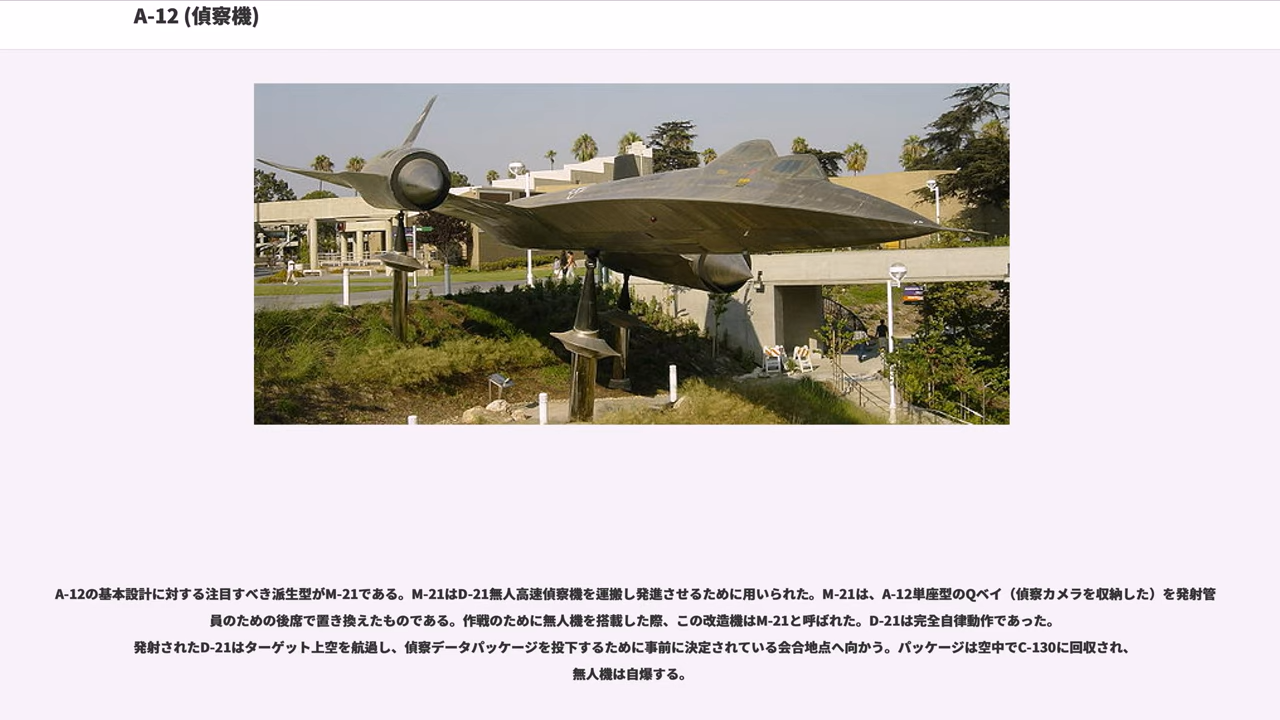 A-12 (偵察機)
A-12の基本設計に対する注目すべき派生型がM-21である。M-21はD-21無人高速偵察機を運搬し発進させるために用いられた。M-21は、A-12単座型のQベイ（偵察カメラを収納した）を発射管
員のための後席で置き換えたものである。作戦のために無人機を搭載した際、この改造機はM-21と呼ばれた。D-21は完全自律動作であった。
発射されたD-21はターゲット上空を航過し、偵察データパッケージを投下するために事前に決定されている会合地点へ向かう。パッケージは空中でC-130に回収され、
無人機は自爆する。